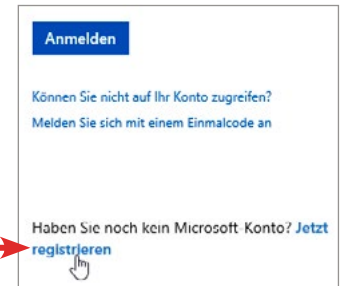 Anmelden
Können Sie nicht auf Ihr Konto zugreifen?
Melden Sie sich mit einem Einmalcode an
Haben Sie noch kein Microsoft-Konto? Jetzt
registrieren